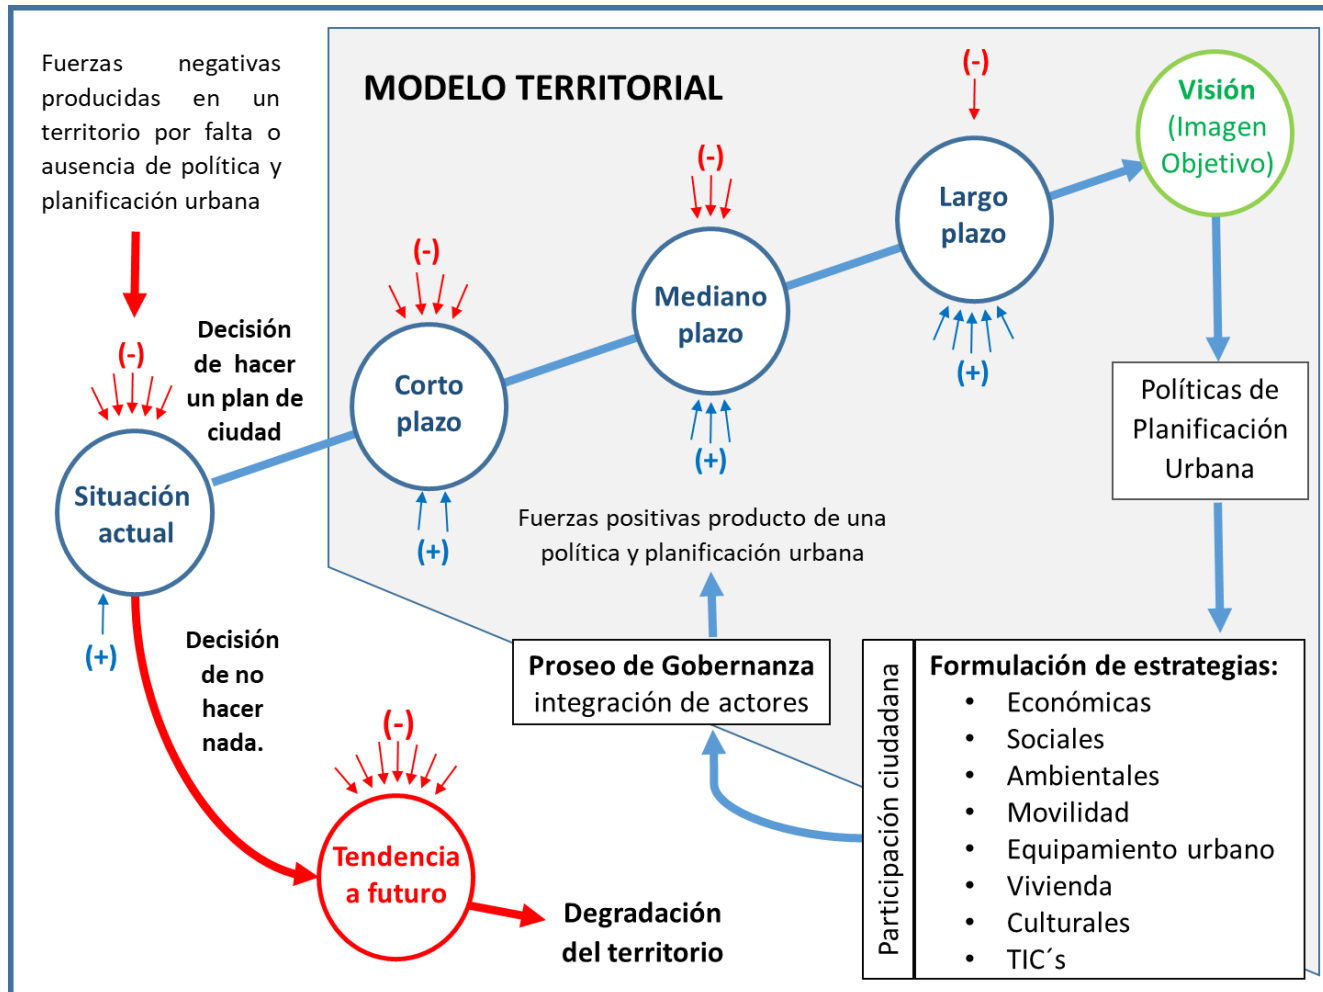 Fuerzas negativas
producidas en un
territorio por falta o
ausencia de política y
planificación urbana
MODELO TERRITORIAL
(-)
Visión
(Imagen
Objetivo)
(-)
Largo
plazo
(-)
Mediano
plazo
(+)
Decisión
de hacer
un plan de
ciudad
(-)
Corto
plazo
(+)
(+)
Situación
actual
(+)
Políticas de
Planificación
Urbana
Fuerzas positivas producto de una
política y planificación urbana
Decisión
de no
hacer
nada.
Proseo de Gobernanza
integración de actores
Participación ciudadana
Formulación de estrategias:
• Económicas
• Sociales
• Ambientales
• Movilidad
• Equipamiento urbano
• Vivienda
• Culturales
• TIC´s
(-)
Tendencia
a futuro
Degradación
del territorio